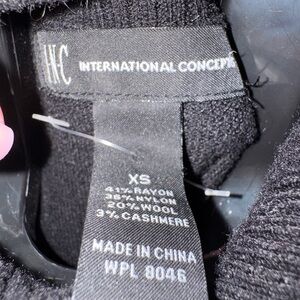 I.N.C
INTERNATIONAL CONCEPTS
XS
41% RAYON
36% NYLON
20% WOOL
3% CASHMERE
MADE IN CHINA
WPL 8046